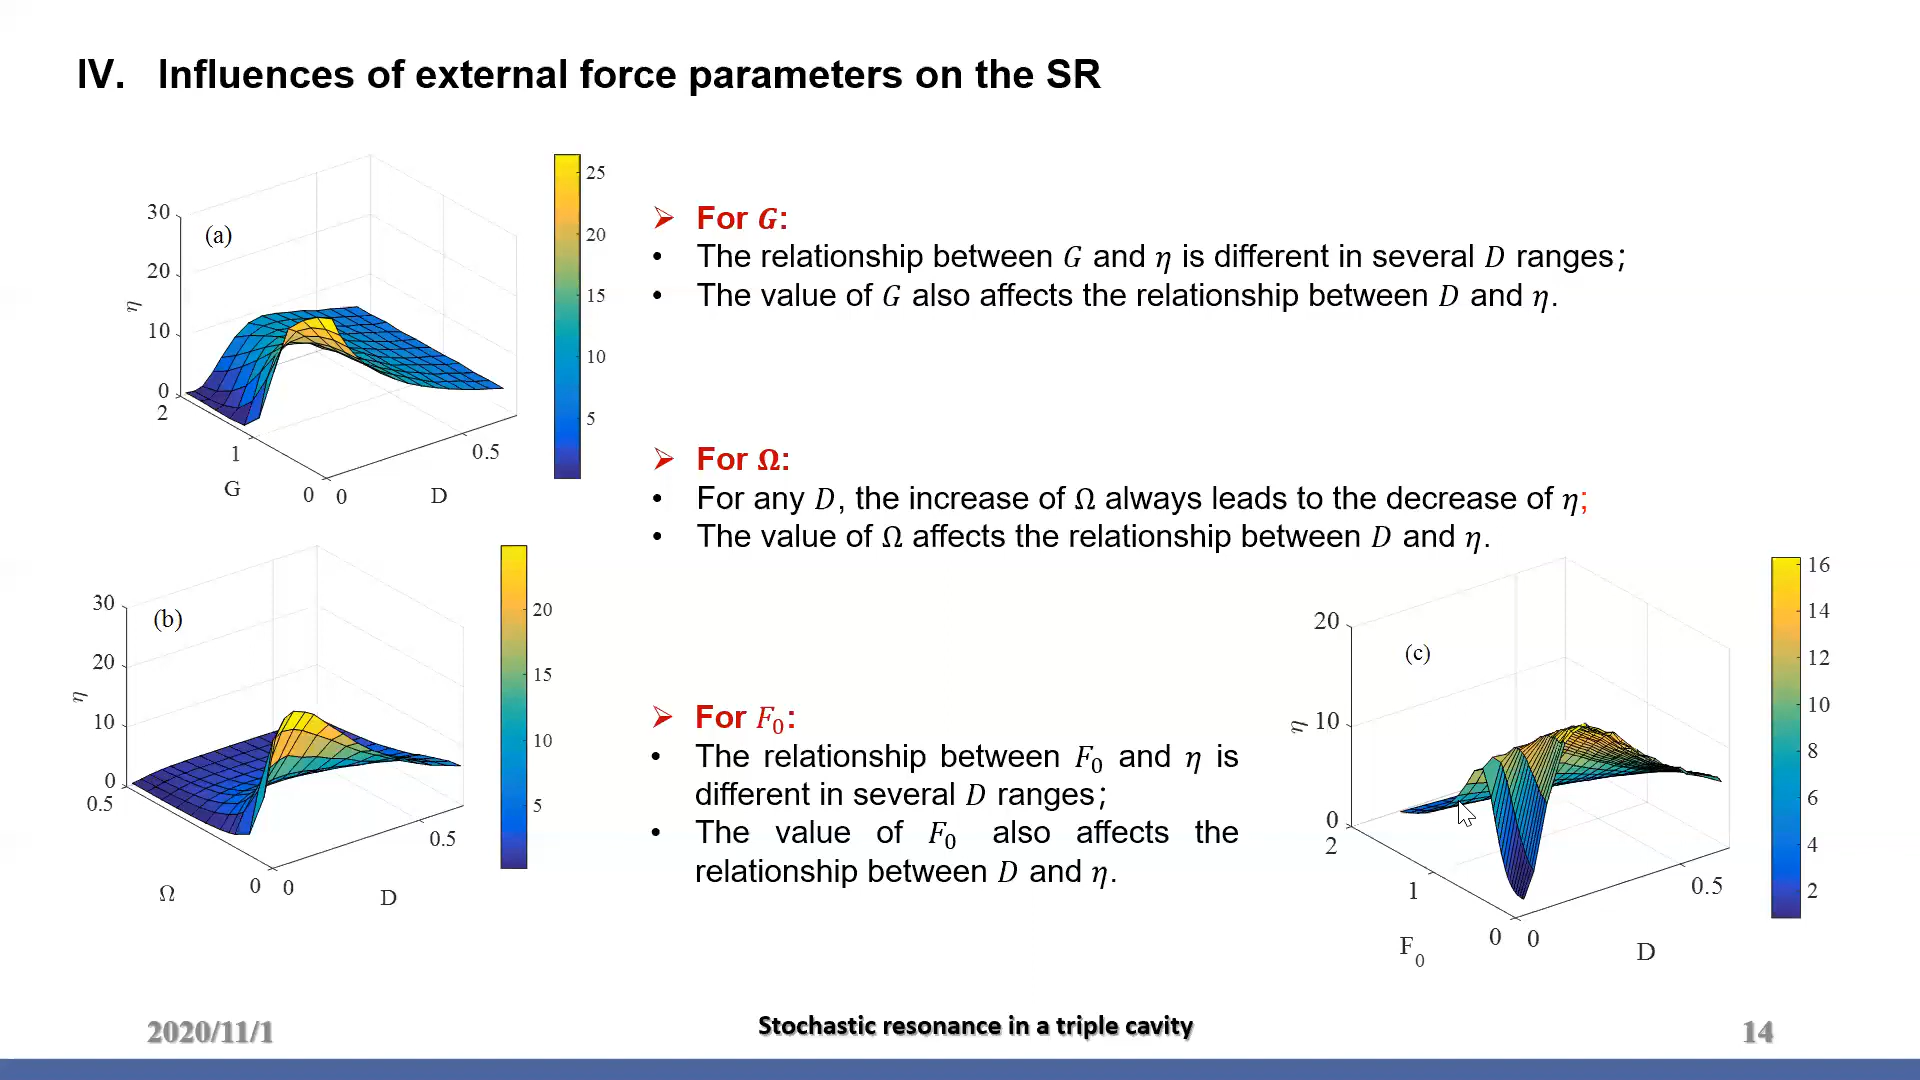 IV. Influences of external force parameters on the SR
(a)
30
20
10
0
η
2
1
0
G
0
0.5
D
25
20
15
10
5
➢ For G:
• The relationship between G and η is different in several D ranges;
• The value of G also affects the relationship between D and η.
➢ For Ω:
• For any D, the increase of Ω always leads to the decrease of η;
• The value of Ω affects the relationship between D and η.
(b)
30
20
10
0
η
0.5
0
Ω
0
0.5
D
20
15
10
5
➢ For F₀:
• The relationship between F₀ and η is
different in several D ranges;
• The value of F₀ also affects the
relationship between D and η.
(c)
20
10
0
η
2
1
0
F₀
0
0.5
D
16
14
12
10
8
6
4
2
2020/11/1
Stochastic resonance in a triple cavity
14